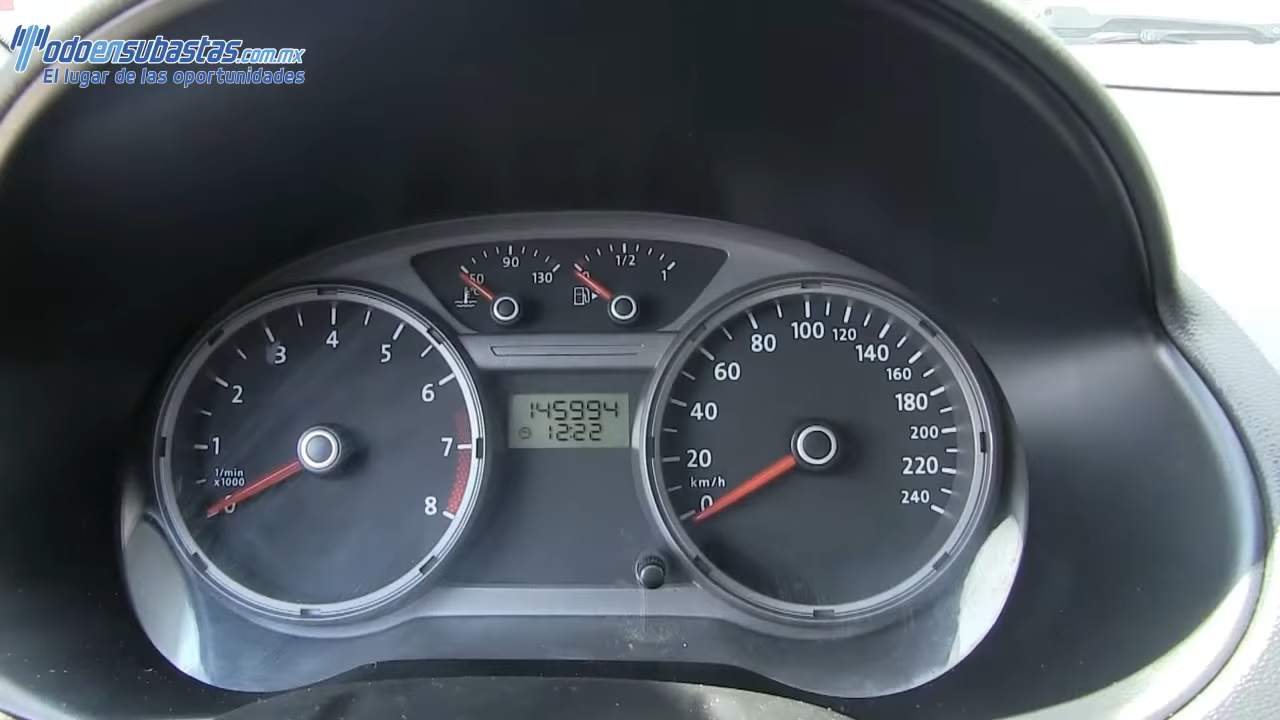 Todoensubastas.com.mx
El lugar de las oportunidades
50 90 130
°C
0 1/2 1
0 1 2 3 4 5 6 7 8
1/min
x1000
145994
12:22
0 20 40 60 80 100 120 140 160 180 200 220 240
km/h